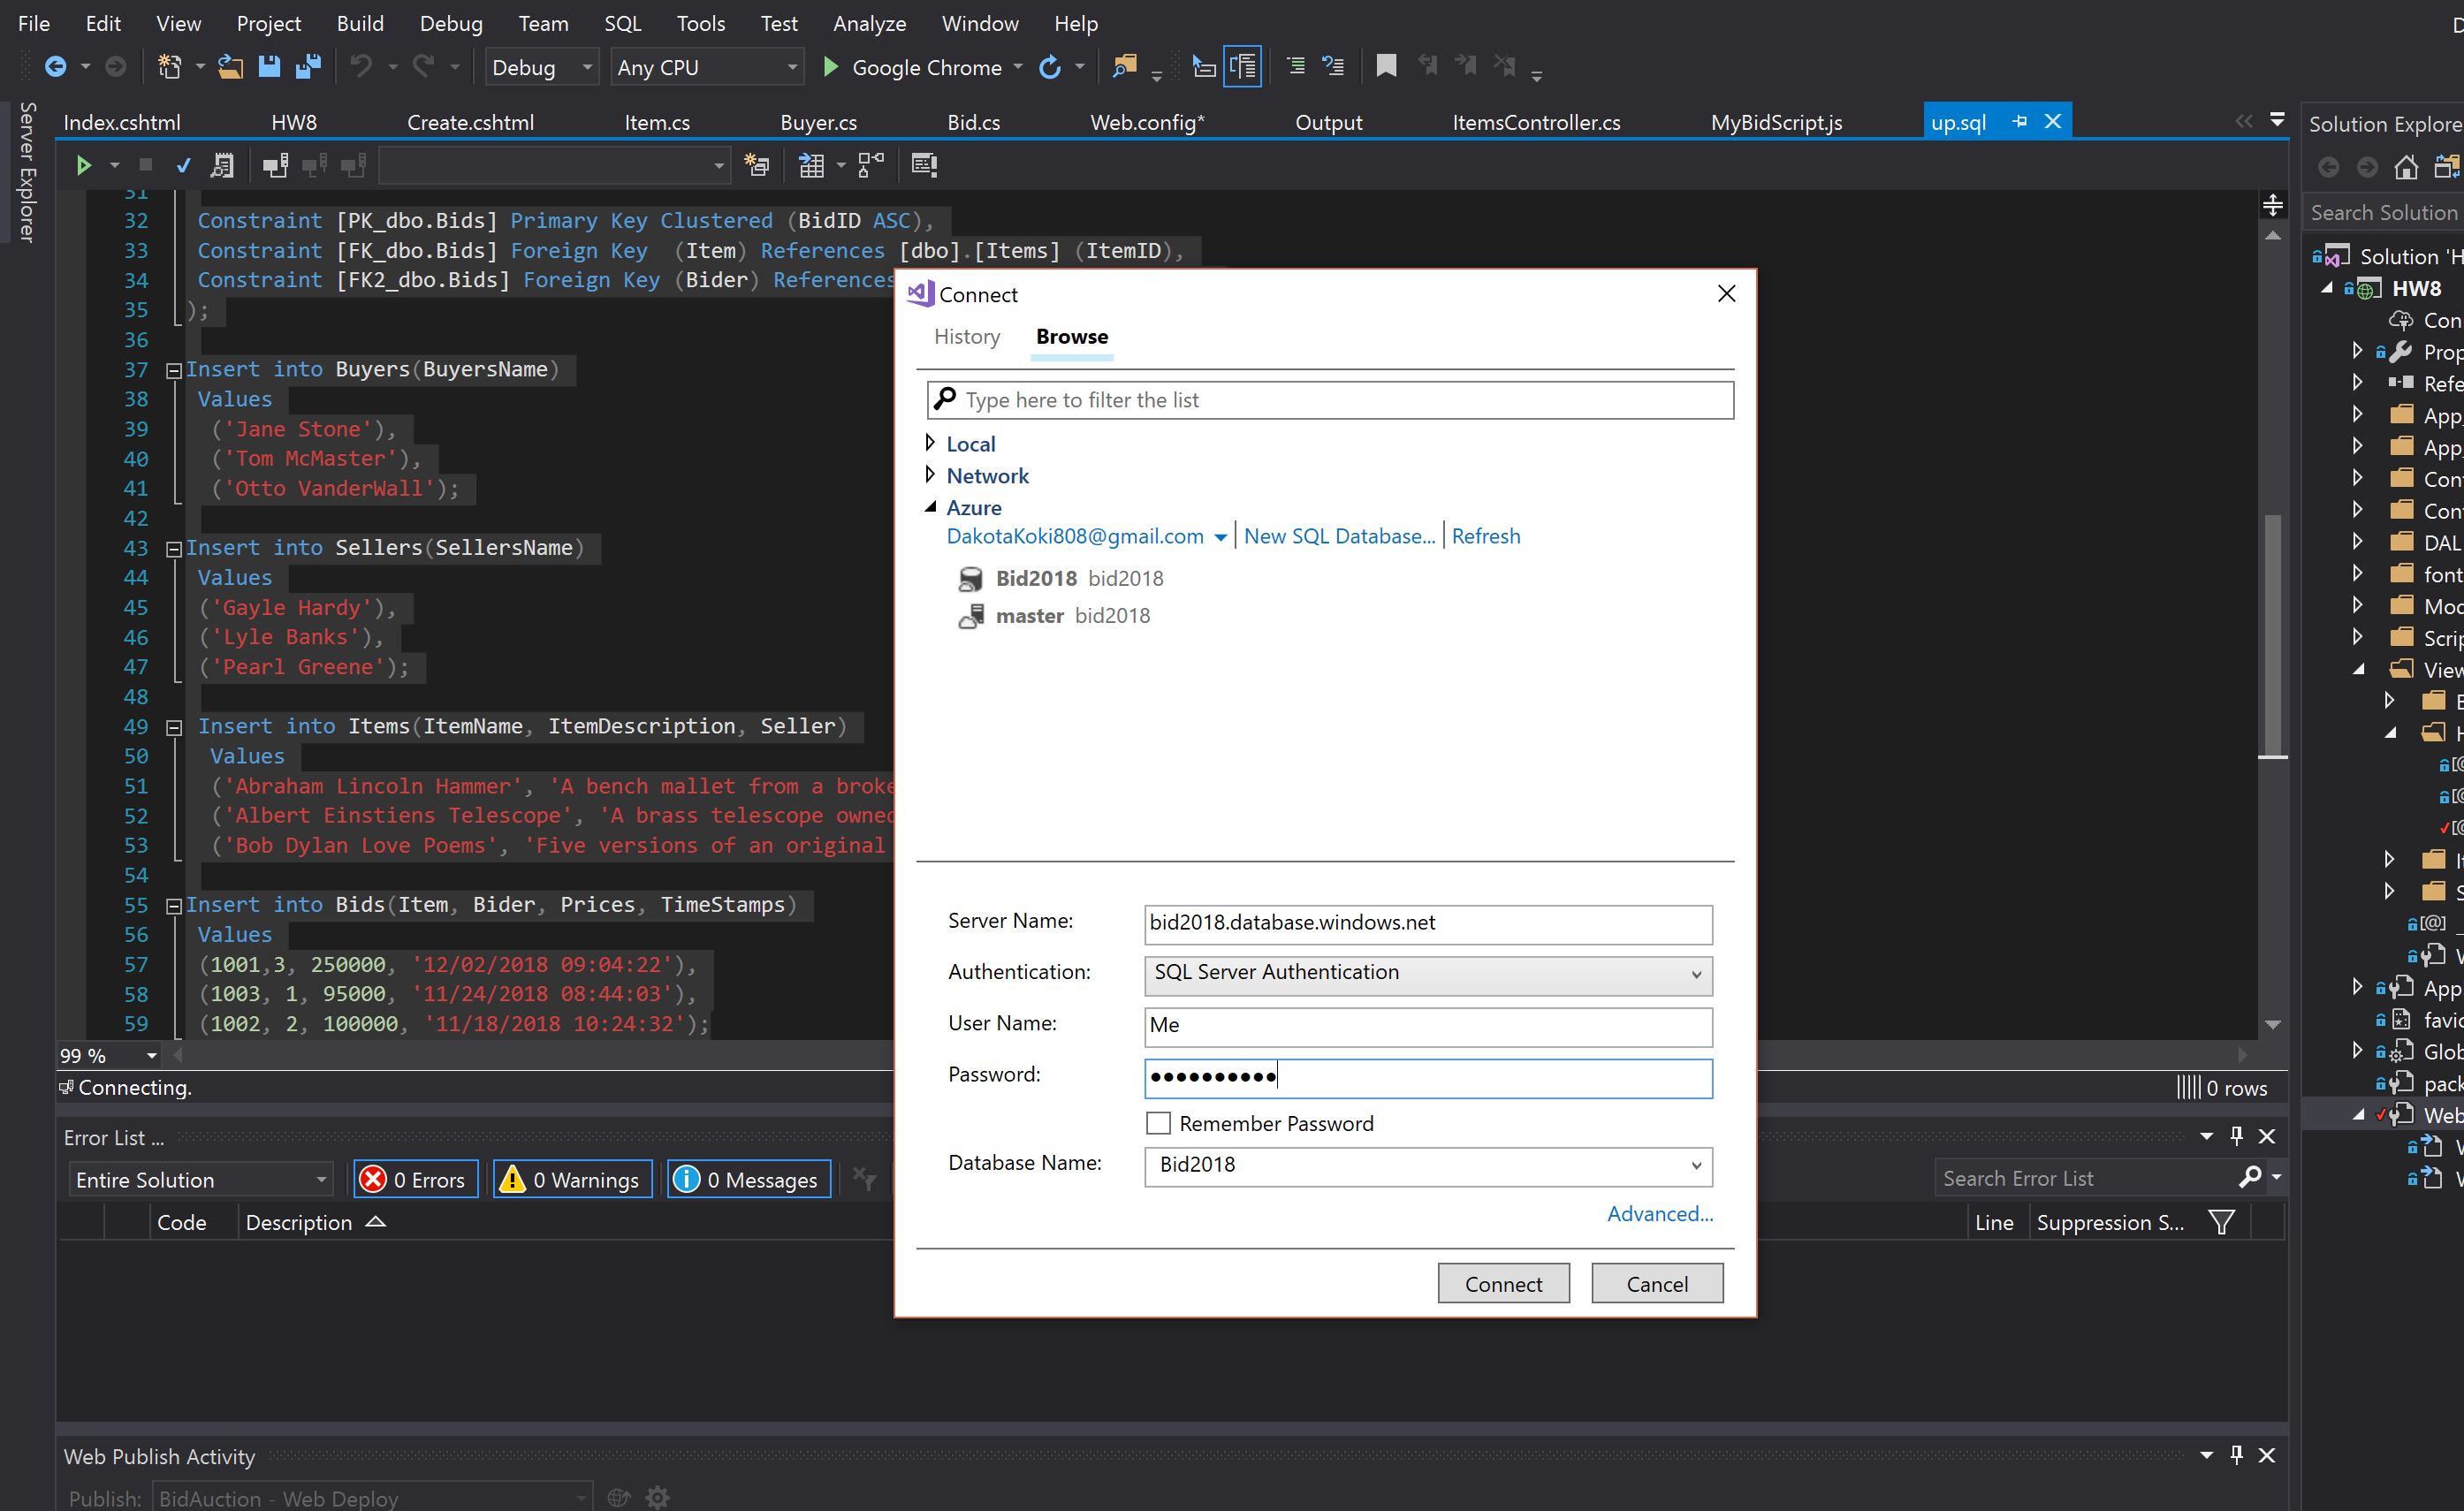 File Edit View Project Build Debug Team SQL Tools Test Analyze Window Help
Debug Any CPU Google Chrome
Server Explorer
Index.cshtml HW8 Create.cshtml Item.cs Buyer.cs Bid.cs Web.config* Output ItemsController.cs MyBidScript.js up.sql
31
32 Constraint [PK_dbo.Bids] Primary Key Clustered (BidID ASC),
33 Constraint [FK_dbo.Bids] Foreign Key (Item) References [dbo].[Items] (ItemID),
34 Constraint [FK2_dbo.Bids] Foreign Key (Bider) References
35 );
36
37 Insert into Buyers(BuyersName)
38 Values
39 ('Jane Stone'),
40 ('Tom McMaster'),
41 ('Otto VanderWall');
42
43 Insert into Sellers(SellersName)
44 Values
45 ('Gayle Hardy'),
46 ('Lyle Banks'),
47 ('Pearl Greene');
48
49 Insert into Items(ItemName, ItemDescription, Seller)
50 Values
51 ('Abraham Lincoln Hammer', 'A bench mallet from a broke
52 ('Albert Einstiens Telescope', 'A brass telescope owned
53 ('Bob Dylan Love Poems', 'Five versions of an original
54
55 Insert into Bids(Item, Bider, Prices, TimeStamps)
56 Values
57 (1001,3, 250000, '12/02/2018 09:04:22'),
58 (1003, 1, 95000, '11/24/2018 08:44:03'),
59 (1002, 2, 100000, '11/18/2018 10:24:32');
99 %
Connecting.
0 rows
Connect
History Browse
Type here to filter the list
Local
Network
Azure
DakotaKoki808@gmail.com New SQL Database... Refresh
Bid2018 bid2018
master bid2018
Server Name: bid2018.database.windows.net
Authentication: SQL Server Authentication
User Name: Me
Password: ●●●●●●●●●●
Remember Password
Database Name: Bid2018
Advanced...
Connect Cancel
Error List ...
Entire Solution 0 Errors 0 Warnings 0 Messages Search Error List
Code Description Line Suppression S...
Web Publish Activity
Publish: BidAuction - Web Deploy
Solution Explore
Search Solution
Solution 'H
HW8
Con
Prop
Refe
App_
App_
Con
Con
DAL
font
Mod
Scrip
View
App
favic
Glob
pack
Web